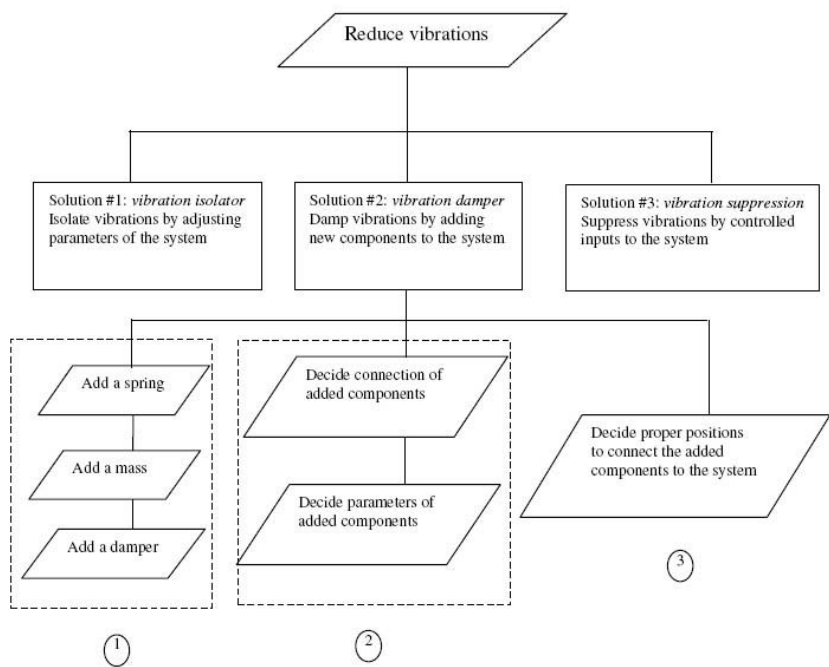 Reduce vibrations
Solution #1: vibration isolator
Isolate vibrations by adjusting
parameters of the system
Solution #2: vibration damper
Damp vibrations by adding
new components to the system
Solution #3: vibration suppression
Suppress vibrations by controlled
inputs to the system
Add a spring
Add a mass
Add a damper
Decide connection of
added components
Decide parameters of
added components
Decide proper positions
to connect the added
components to the system
1
2
3